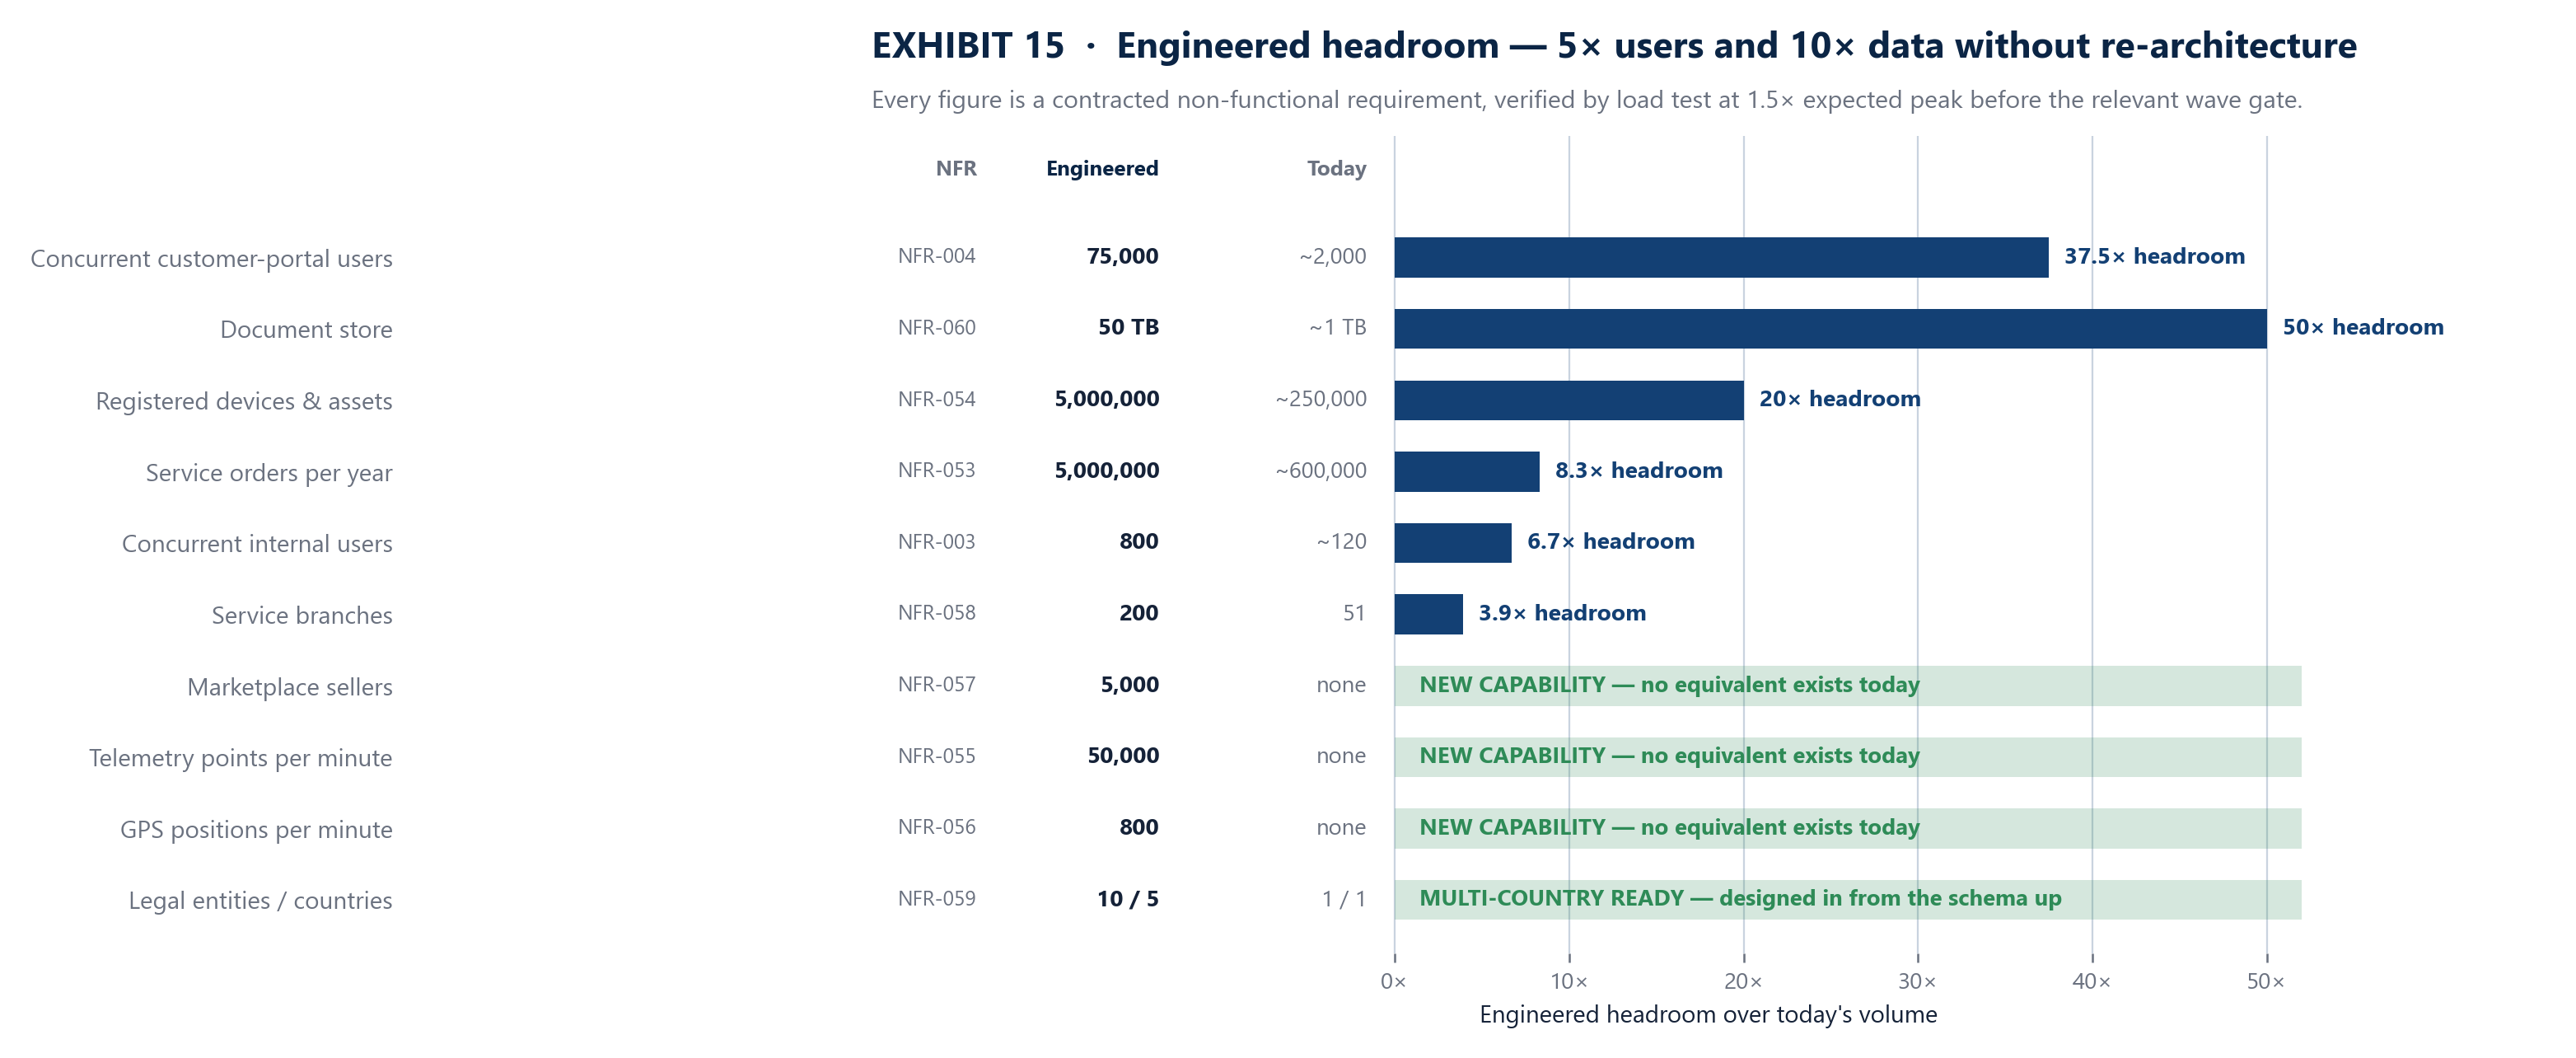 EXHIBIT 15 · Engineered headroom — 5× users and 10× data without re-architecture
Every figure is a contracted non-functional requirement, verified by load test at 1.5× expected peak before the relevant wave gate.
NFR Engineered Today
Concurrent customer-portal users NFR-004 75,000 ~2,000 37.5× headroom
Document store NFR-060 50 TB ~1 TB 50× headroom
Registered devices & assets NFR-054 5,000,000 ~250,000 20× headroom
Service orders per year NFR-053 5,000,000 ~600,000 8.3× headroom
Concurrent internal users NFR-003 800 ~120 6.7× headroom
Service branches NFR-058 200 51 3.9× headroom
Marketplace sellers NFR-057 5,000 none NEW CAPABILITY — no equivalent exists today
Telemetry points per minute NFR-055 50,000 none NEW CAPABILITY — no equivalent exists today
GPS positions per minute NFR-056 800 none NEW CAPABILITY — no equivalent exists today
Legal entities / countries NFR-059 10 / 5 1 / 1 MULTI-COUNTRY READY — designed in from the schema up
0× 10× 20× 30× 40× 50×
Engineered headroom over today's volume